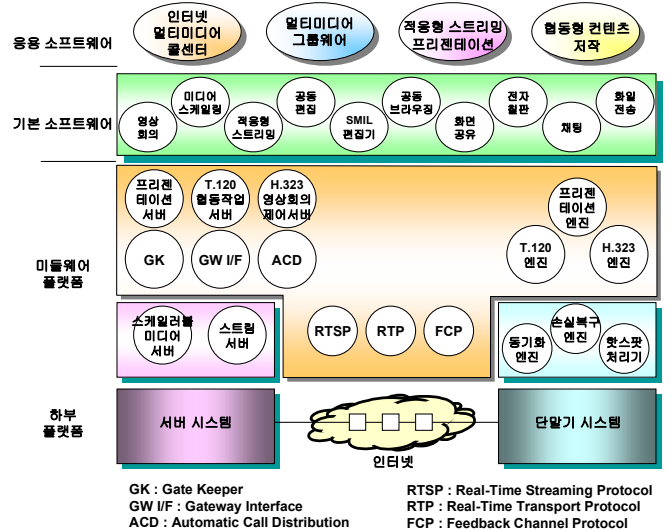 응용 소프트웨어
인터넷
멀티미디어
콜센터
멀티미디어
그룹웨어
적응형 스트리밍
프리젠테이션
협동형 컨텐츠
저작
기본 소프트웨어
영상
회의
미디어
스케일링
적응형
스트리밍
공동
편집
SMIL
편집기
공동
브라우징
화면
공유
전자
칠판
채팅
화일
전송
미들웨어
플랫폼
프리젠
테이션
서버
T.120
협동작업
서버
H.323
영상회의
제어서버
GK
GW I/F
ACD
프리젠
테이션
엔진
T.120
엔진
H.323
엔진
스케일러블
미디어
서버
스트링
서버
RTSP
RTP
FCP
동기화
엔진
손실복구
엔진
핫스팟
처리기
하부
플랫폼
서버 시스템
인터넷
단말기 시스템
GK : Gate Keeper
GW I/F : Gateway Interface
ACD : Automatic Call Distribution
RTSP : Real-Time Streaming Protocol
RTP : Real-Time Transport Protocol
FCP : Feedback Channel Protocol